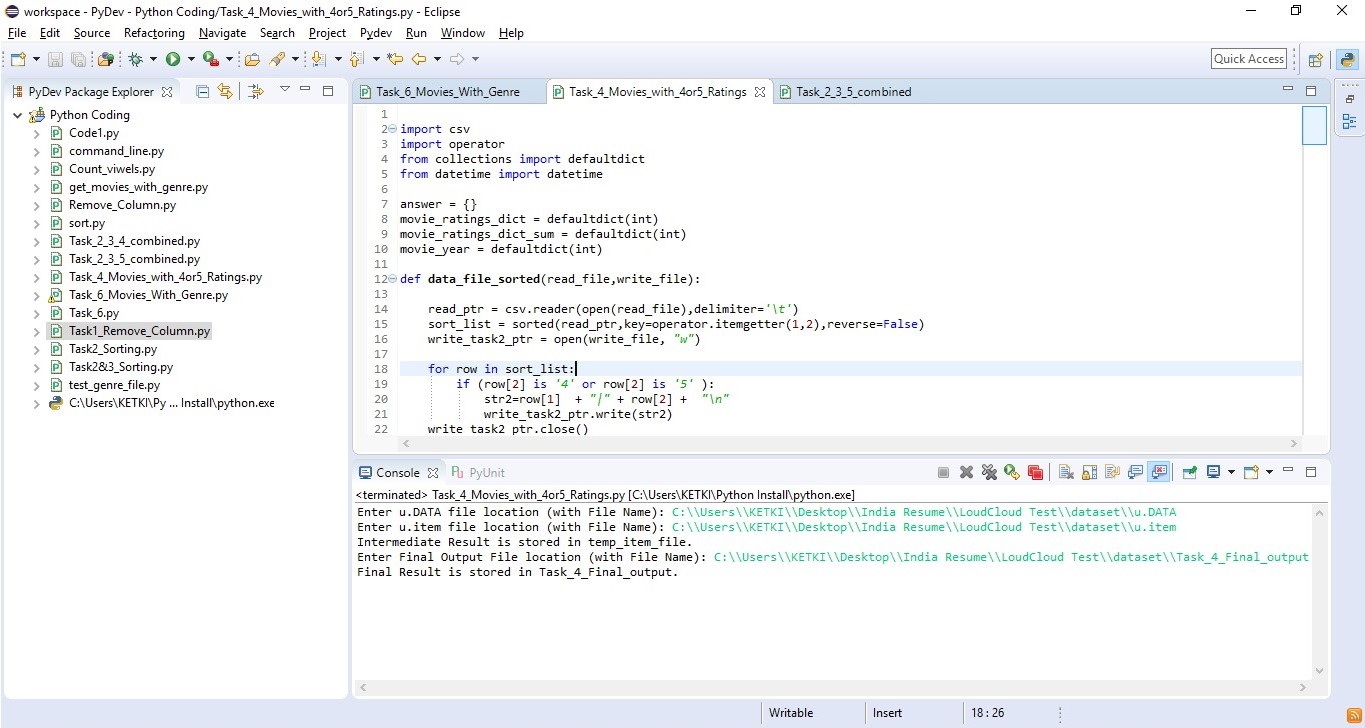 workspace - PyDev - Python Coding/Task_4_Movies_with_4or5_Ratings.py - Eclipse
File Edit Source Refactoring Navigate Search Project Pydev Run Window Help
Quick Access
PyDev Package Explorer
Python Coding
Code1.py
command_line.py
Count_viwels.py
get_movies_with_genre.py
Remove_Column.py
sort.py
Task_2_3_4_combined.py
Task_2_3_5_combined.py
Task_4_Movies_with_4or5_Ratings.py
Task_6_Movies_With_Genre.py
Task_6.py
Task1_Remove_Column.py
Task2_Sorting.py
Task2&3_Sorting.py
test_genre_file.py
C:\Users\KETKI\Py ... Install\python.exe
Task_6_Movies_With_Genre Task_4_Movies_with_4or5_Ratings Task_2_3_5_combined
1
2 import csv
3 import operator
4 from collections import defaultdict
5 from datetime import datetime
6
7 answer = {}
8 movie_ratings_dict = defaultdict(int)
9 movie_ratings_dict_sum = defaultdict(int)
10 movie_year = defaultdict(int)
11
12 def data_file_sorted(read_file,write_file):
13
14 read_ptr = csv.reader(open(read_file),delimiter='\t')
15 sort_list = sorted(read_ptr,key=operator.itemgetter(1,2),reverse=False)
16 write_task2_ptr = open(write_file, "w")
17
18 for row in sort_list:
19 if (row[2] is '4' or row[2] is '5' ):
20 str2=row[1] + "|" + row[2] + "\n"
21 write_task2_ptr.write(str2)
22 write_task2_ptr.close()
Console PyUnit
<terminated> Task_4_Movies_with_4or5_Ratings.py [C:\Users\KETKI\Python Install\python.exe]
Enter u.DATA file location (with File Name): C:\\Users\\KETKI\\Desktop\\India Resume\\LoudCloud Test\\dataset\\u.DATA
Enter u.item file location (with File Name): C:\\Users\\KETKI\\Desktop\\India Resume\\LoudCloud Test\\dataset\\u.item
Intermediate Result is stored in temp_item_file.
Enter Final Output File location (with File Name): C:\\Users\\KETKI\\Desktop\\India Resume\\LoudCloud Test\\dataset\\Task_4_Final_output
Final Result is stored in Task_4_Final_output.
Writable Insert 18 : 26